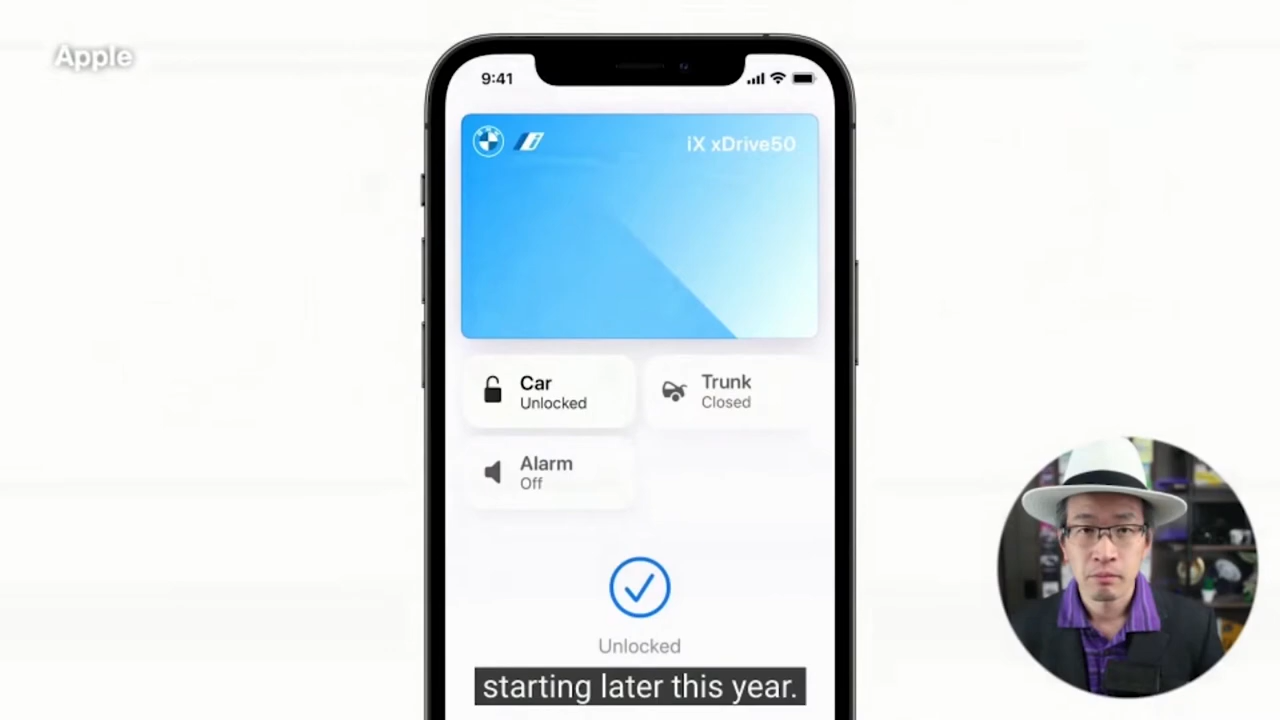 Apple
9:41
iX xDrive50
Car
Unlocked
Trunk
Closed
Alarm
Off
Unlocked
starting later this year.